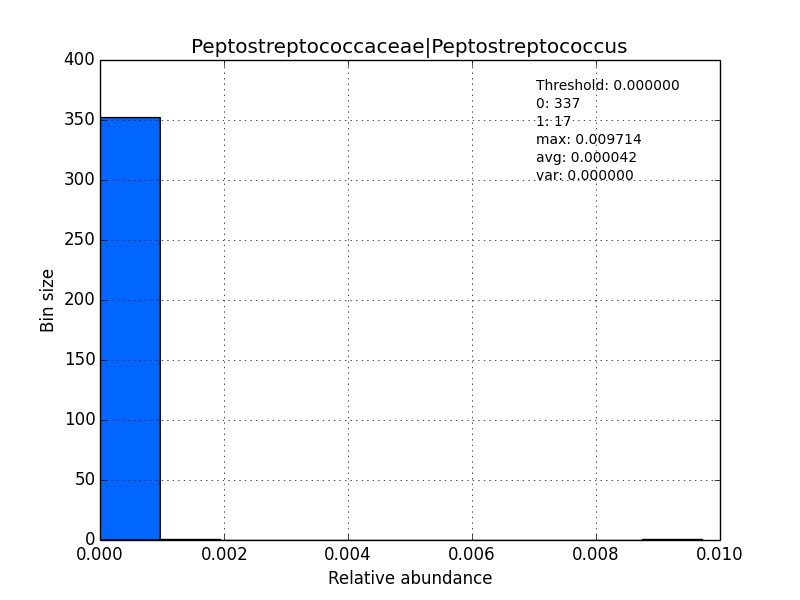 Peptostreptococcaceae|Peptostreptococcus
400
350
300
250
200
150
100
50
0
Bin size
Threshold: 0.000000
0: 337
1: 17
max: 0.009714
avg: 0.000042
var: 0.000000
0.000 0.002 0.004 0.006 0.008 0.010
Relative abundance